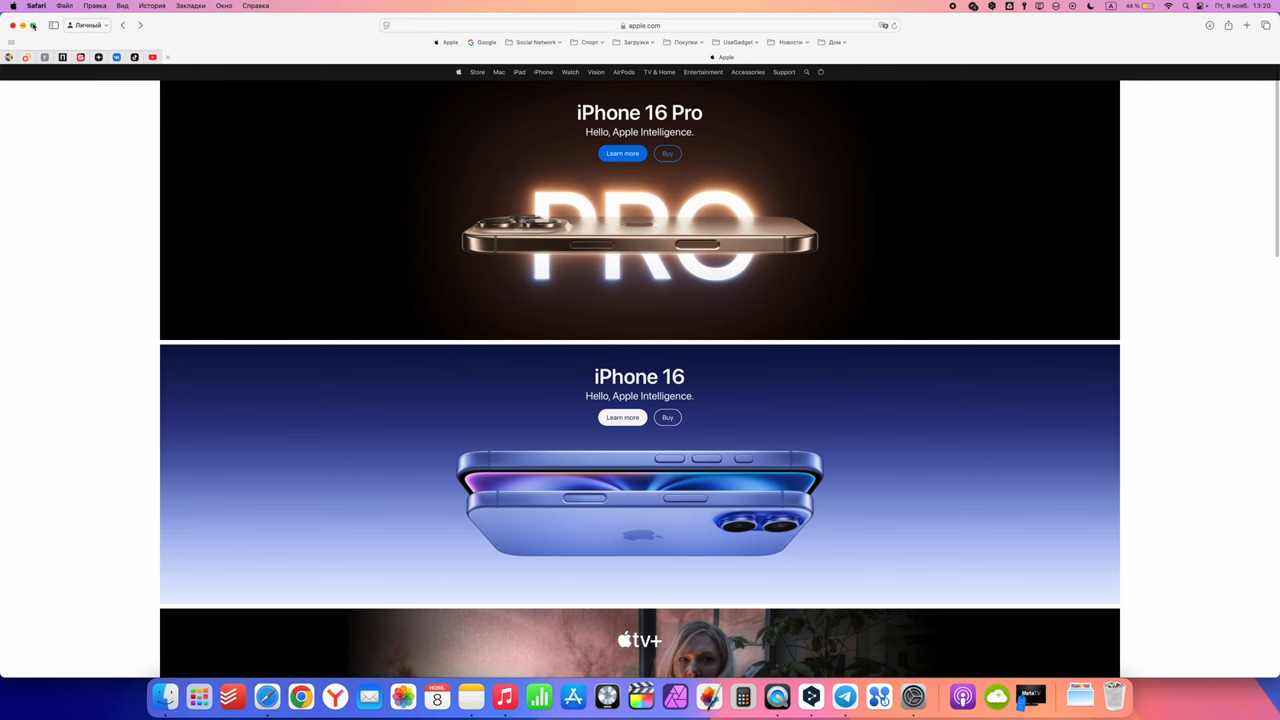 Safari Файл Правка Вид История Закладки Окно Справка
A 44 % Пт, 8 нояб. 13:20
Личный apple.com
Apple Google Social Network Спорт Загрузки Покупки UseGadget Новости Дом
Apple
Store Mac iPad iPhone Watch Vision AirPods TV & Home Entertainment Accessories Support
iPhone 16 Pro
Hello, Apple Intelligence.
Learn more Buy
PRO
iPhone 16
Hello, Apple Intelligence.
Learn more Buy
tv+
НОЯБ.
8
MetaTV